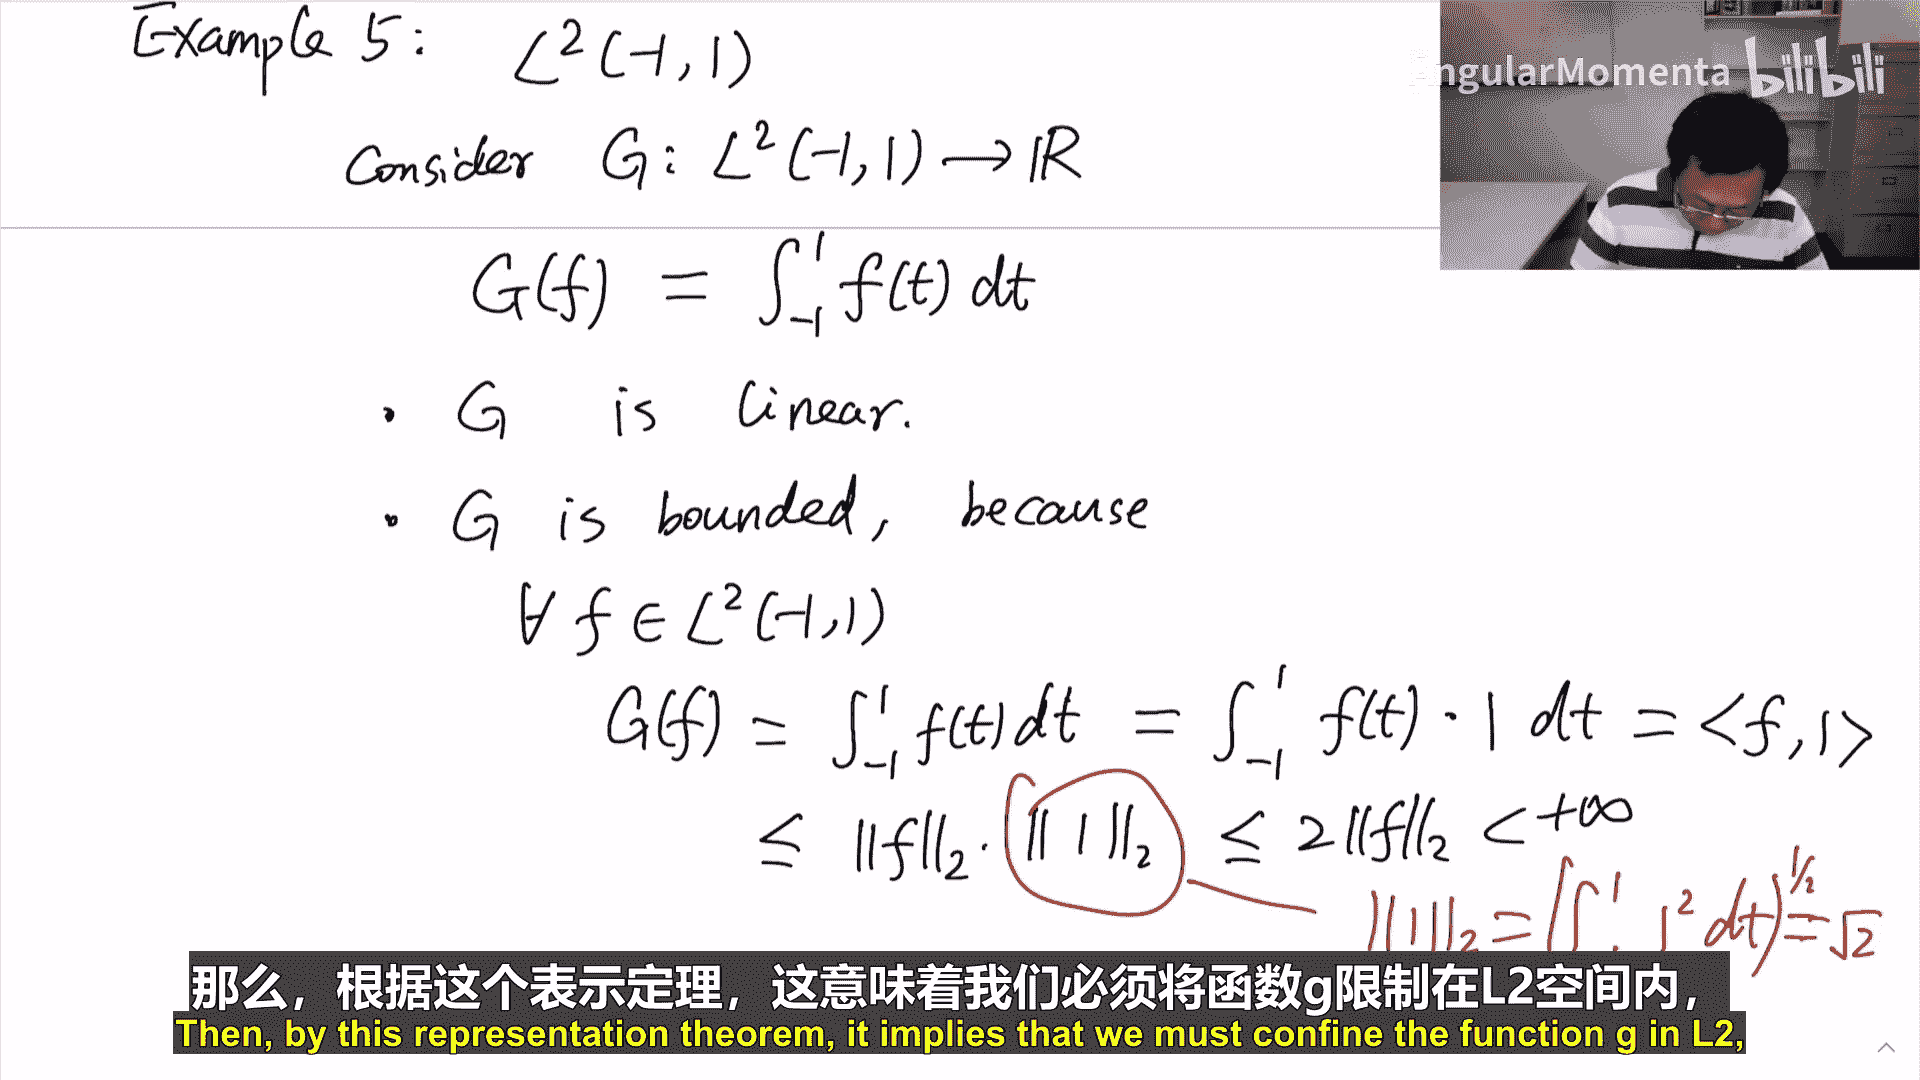 Example 5: L²(-1,1)
ngularMomenta bilibili
Consider G: L²(-1,1) → ℝ
G(f) = ∫₋₁¹ f(t) dt
· G is linear.
· G is bounded, because
∀ f ∈ L²(-1,1)
G(f) = ∫₋₁¹ f(t) dt = ∫₋₁¹ f(t) · 1 dt = <f, 1>
≤ ||f||₂ · || 1 ||₂ ≤ 2||f||₂ < +∞
||1||₂ = (∫₋₁¹ 1² dt)^½ = √2
那么，根据这个表示定理，这意味着我们必须将函数g限制在L2空间内，
Then, by this representation theorem, it implies that we must confine the function g in L2,